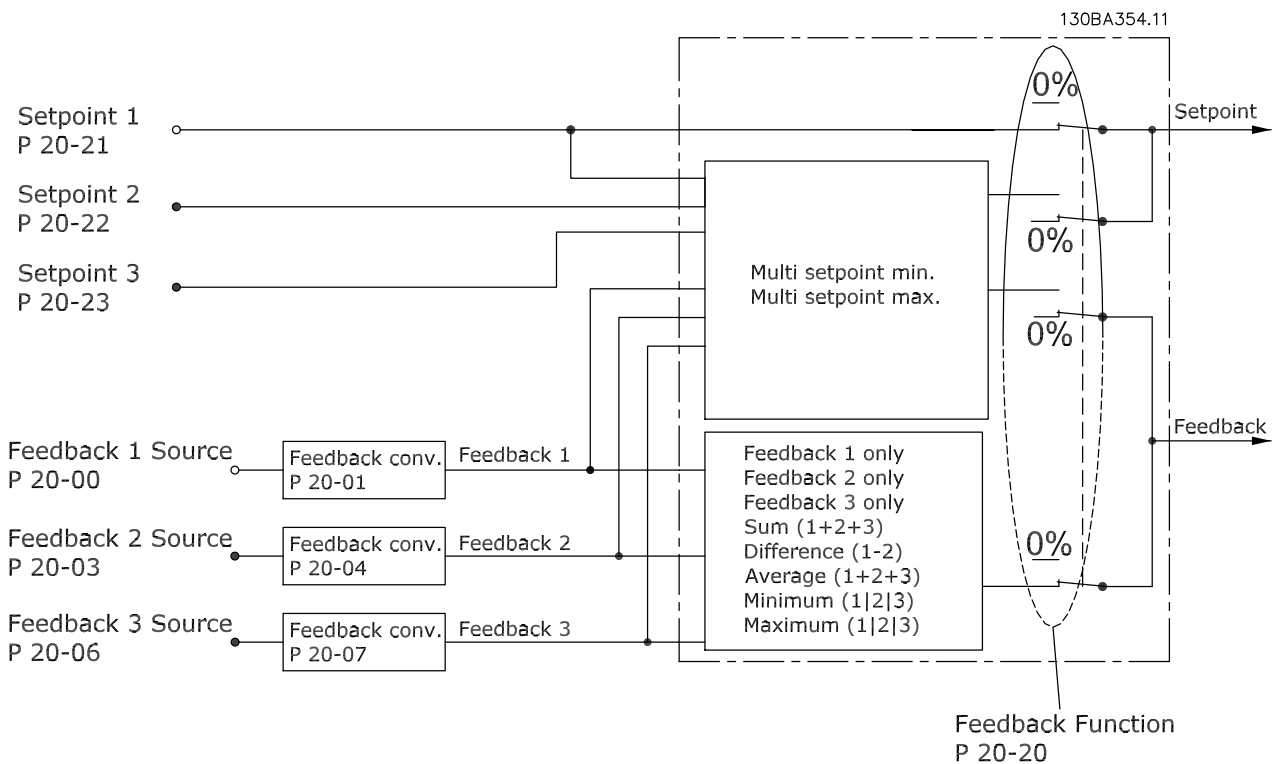 130BA354.11
0%
Setpoint 1
P 20-21
Setpoint
Setpoint 2
P 20-22
0%
Setpoint 3
P 20-23
Multi setpoint min.
Multi setpoint max.
0%
Feedback
Feedback 1 Source
P 20-00
Feedback conv.
P 20-01
Feedback 1
Feedback 1 only
Feedback 2 only
Feedback 3 only
Sum (1+2+3)
Difference (1-2)
Average (1+2+3)
Minimum (1|2|3)
Maximum (1|2|3)
0%
Feedback 2 Source
P 20-03
Feedback conv.
P 20-04
Feedback 2
Feedback 3 Source
P 20-06
Feedback conv.
P 20-07
Feedback 3
Feedback Function
P 20-20